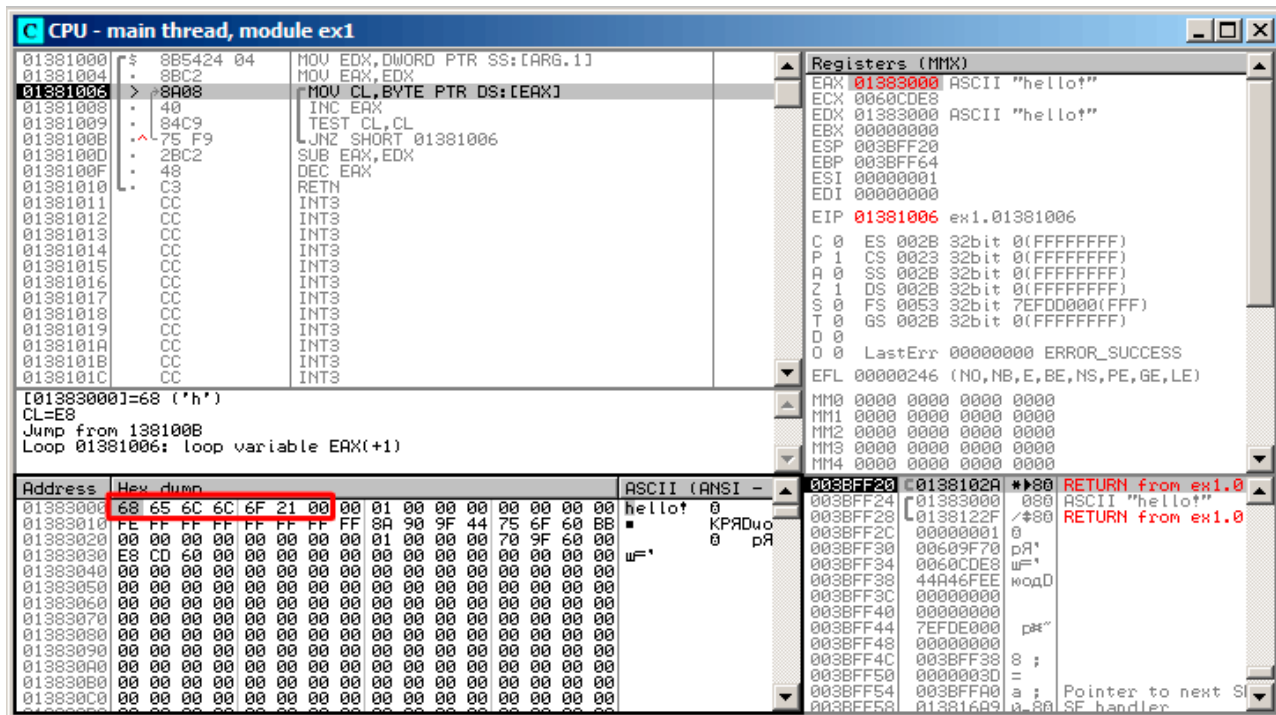 CPU - main thread, module ex1
01381000 $ 8B5424 04 MOV EDX,DWORD PTR SS:[ARG.1]
01381004 . 8BC2 MOV EAX,EDX
01381006 > 8A08 MOV CL,BYTE PTR DS:[EAX]
01381008 . 40 INC EAX
01381009 . 84C9 TEST CL,CL
0138100B .^ 75 F9 JNZ SHORT 01381006
0138100D . 2BC2 SUB EAX,EDX
0138100F . 48 DEC EAX
01381010 . C3 RETN
01381011 CC INT3
01381012 CC INT3
01381013 CC INT3
01381014 CC INT3
01381015 CC INT3
01381016 CC INT3
01381017 CC INT3
01381018 CC INT3
01381019 CC INT3
0138101A CC INT3
0138101B CC INT3
0138101C CC INT3
[01383000]=68 ('h')
CL=E8
Jump from 138100B
Loop 01381006: loop variable EAX(+1)
Registers (MMX)
EAX 01383000 ASCII "hello!"
ECX 0060CDE8
EDX 01383000 ASCII "hello!"
EBX 00000000
ESP 003BFF20
EBP 003BFF64
ESI 00000001
EDI 00000000
EIP 01381006 ex1.01381006
C 0 ES 002B 32bit 0(FFFFFFFF)
P 1 CS 0023 32bit 0(FFFFFFFF)
A 0 SS 002B 32bit 0(FFFFFFFF)
Z 1 DS 002B 32bit 0(FFFFFFFF)
S 0 FS 0053 32bit 7EFDD000(FFF)
T 0 GS 002B 32bit 0(FFFFFFFF)
D 0
O 0 LastErr 00000000 ERROR_SUCCESS
EFL 00000246 (NO,NB,E,BE,NS,PE,GE,LE)
MM0 0000 0000 0000 0000
MM1 0000 0000 0000 0000
MM2 0000 0000 0000 0000
MM3 0000 0000 0000 0000
MM4 0000 0000 0000 0000
Address Hex dump ASCII (ANSI -
01383000 68 65 6C 6C 6F 21 00 00 01 00 00 00 00 00 00 00 hello!
01383010 FE FF FF FF FF FF FF FF 8A 90 9F 44 75 6F 60 BB KРЯDuo
01383020 00 00 00 00 00 00 00 00 01 00 00 00 70 9F 60 00 pЯ
01383030 E8 CD 60 00 00 00 00 00 00 00 00 00 00 00 00 00 ш='
01383040 00 00 00 00 00 00 00 00 00 00 00 00 00 00 00 00
01383050 00 00 00 00 00 00 00 00 00 00 00 00 00 00 00 00
01383060 00 00 00 00 00 00 00 00 00 00 00 00 00 00 00 00
01383070 00 00 00 00 00 00 00 00 00 00 00 00 00 00 00 00
01383080 00 00 00 00 00 00 00 00 00 00 00 00 00 00 00 00
01383090 00 00 00 00 00 00 00 00 00 00 00 00 00 00 00 00
013830A0 00 00 00 00 00 00 00 00 00 00 00 00 00 00 00 00
013830B0 00 00 00 00 00 00 00 00 00 00 00 00 00 00 00 00
013830C0 00 00 00 00 00 00 00 00 00 00 00 00 00 00 00 00
003BFF20 0138102A RETURN from ex1.0
003BFF24 01383000 ASCII "hello!"
003BFF28 0138122F RETURN from ex1.0
003BFF2C 00000001
003BFF30 00609F70 pЯ'
003BFF34 0060CDE8 ш='
003BFF38 44A46FEE юoдD
003BFF3C 00000000
003BFF40 00000000
003BFF44 7EFDE000
003BFF48 00000000
003BFF4C 003BFF38 8 ;
003BFF50 0000003D =
003BFF54 003BFFA0 a ; Pointer to next S
003BFF58 013816A9 SE handler